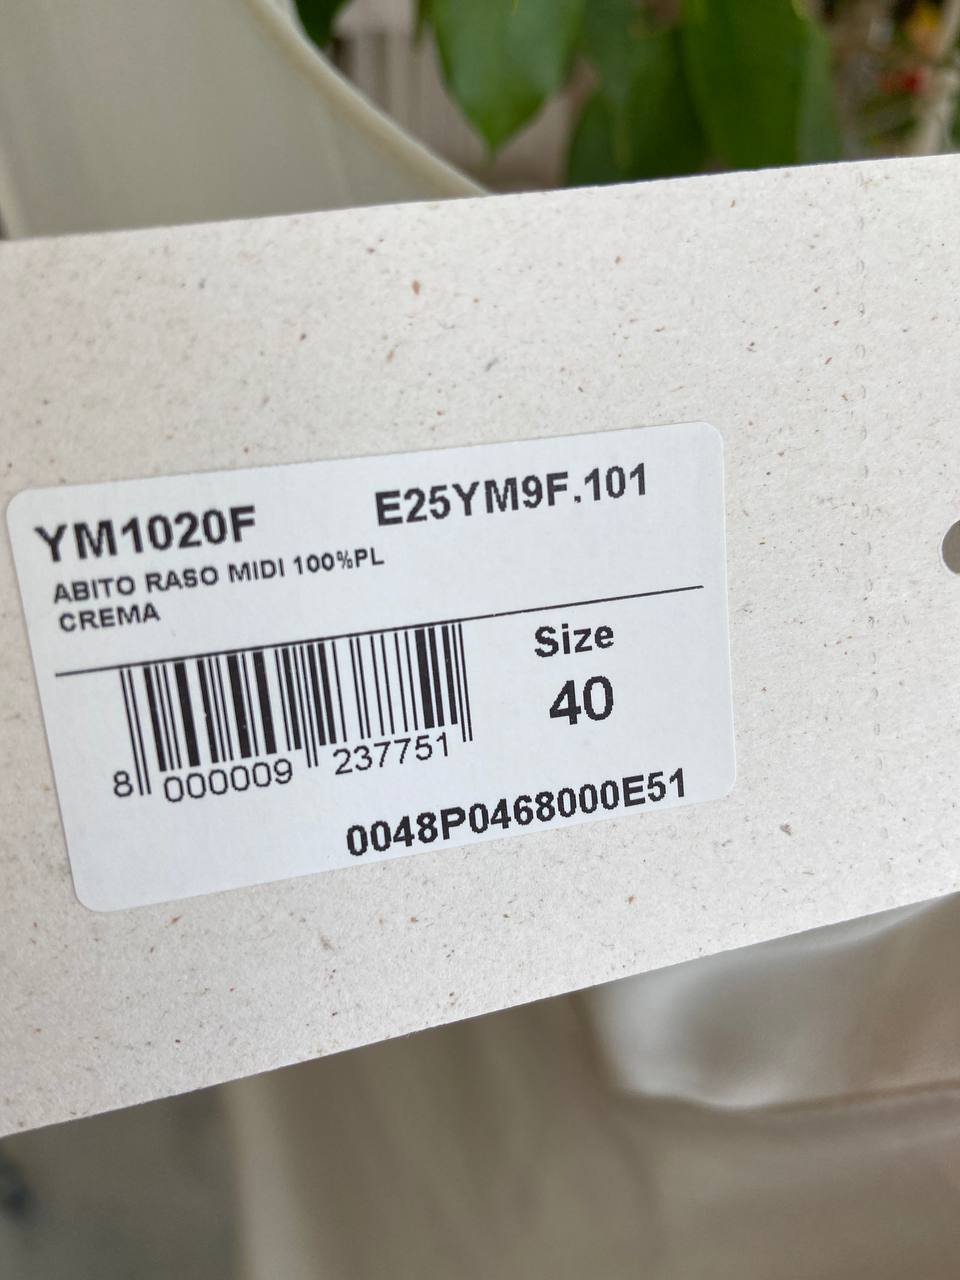 YM1020F E25YM9F.101
ABITO RASO MIDI 100%PL
CREMA
Size
40
8 000009 237751
0048P0468000E51